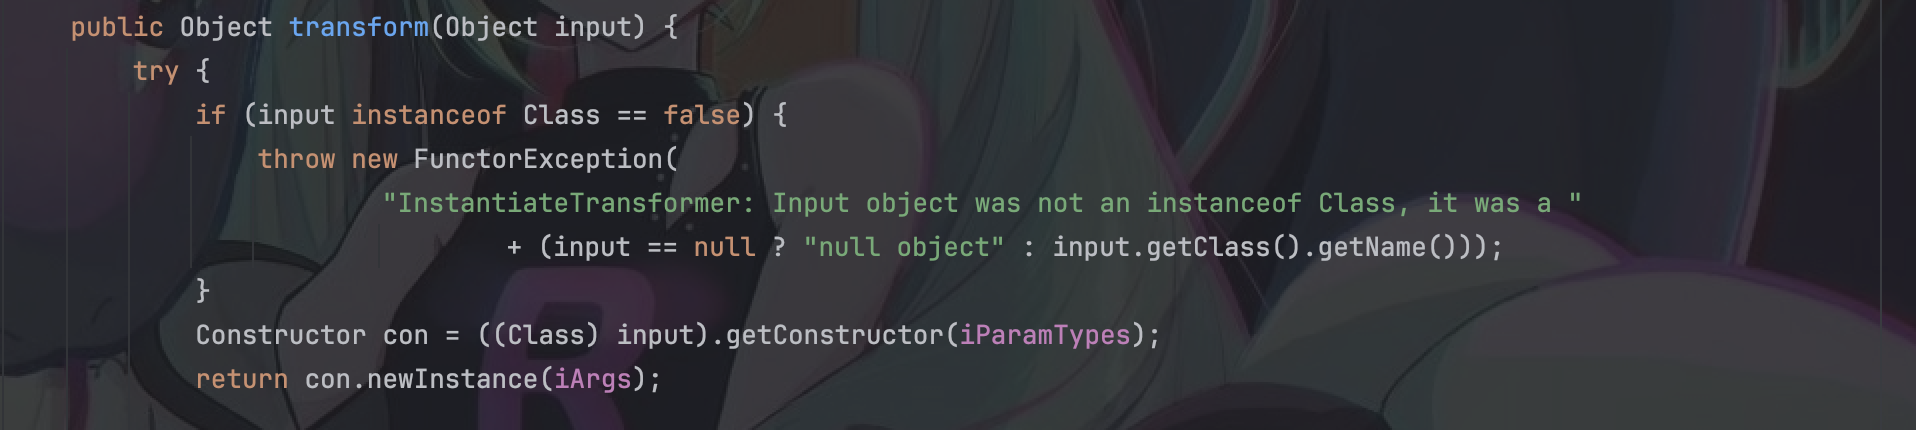 public Object transform(Object input) {
try {
if (input instanceof Class == false) {
throw new FunctorException(
"InstantiateTransformer: Input object was not an instanceof Class, it was a "
+ (input == null ? "null object" : input.getClass().getName()));
}
Constructor con = ((Class) input).getConstructor(iParamTypes);
return con.newInstance(iArgs);
R